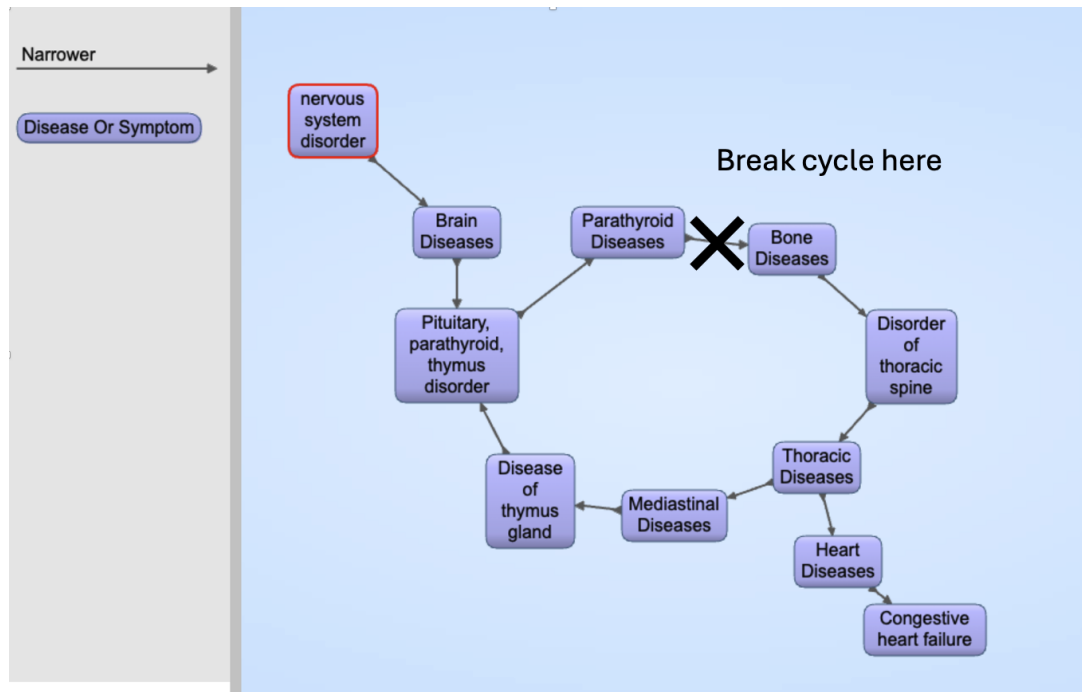 Narrower
Disease Or Symptom
nervous
system
disorder
Break cycle here
Brain
Diseases
Parathyroid
Diseases
Bone
Diseases
Pituitary,
parathyroid,
thymus
disorder
Disorder
of
thoracic
spine
Thoracic
Diseases
Disease
of
thymus
gland
Mediastinal
Diseases
Heart
Diseases
Congestive
heart failure